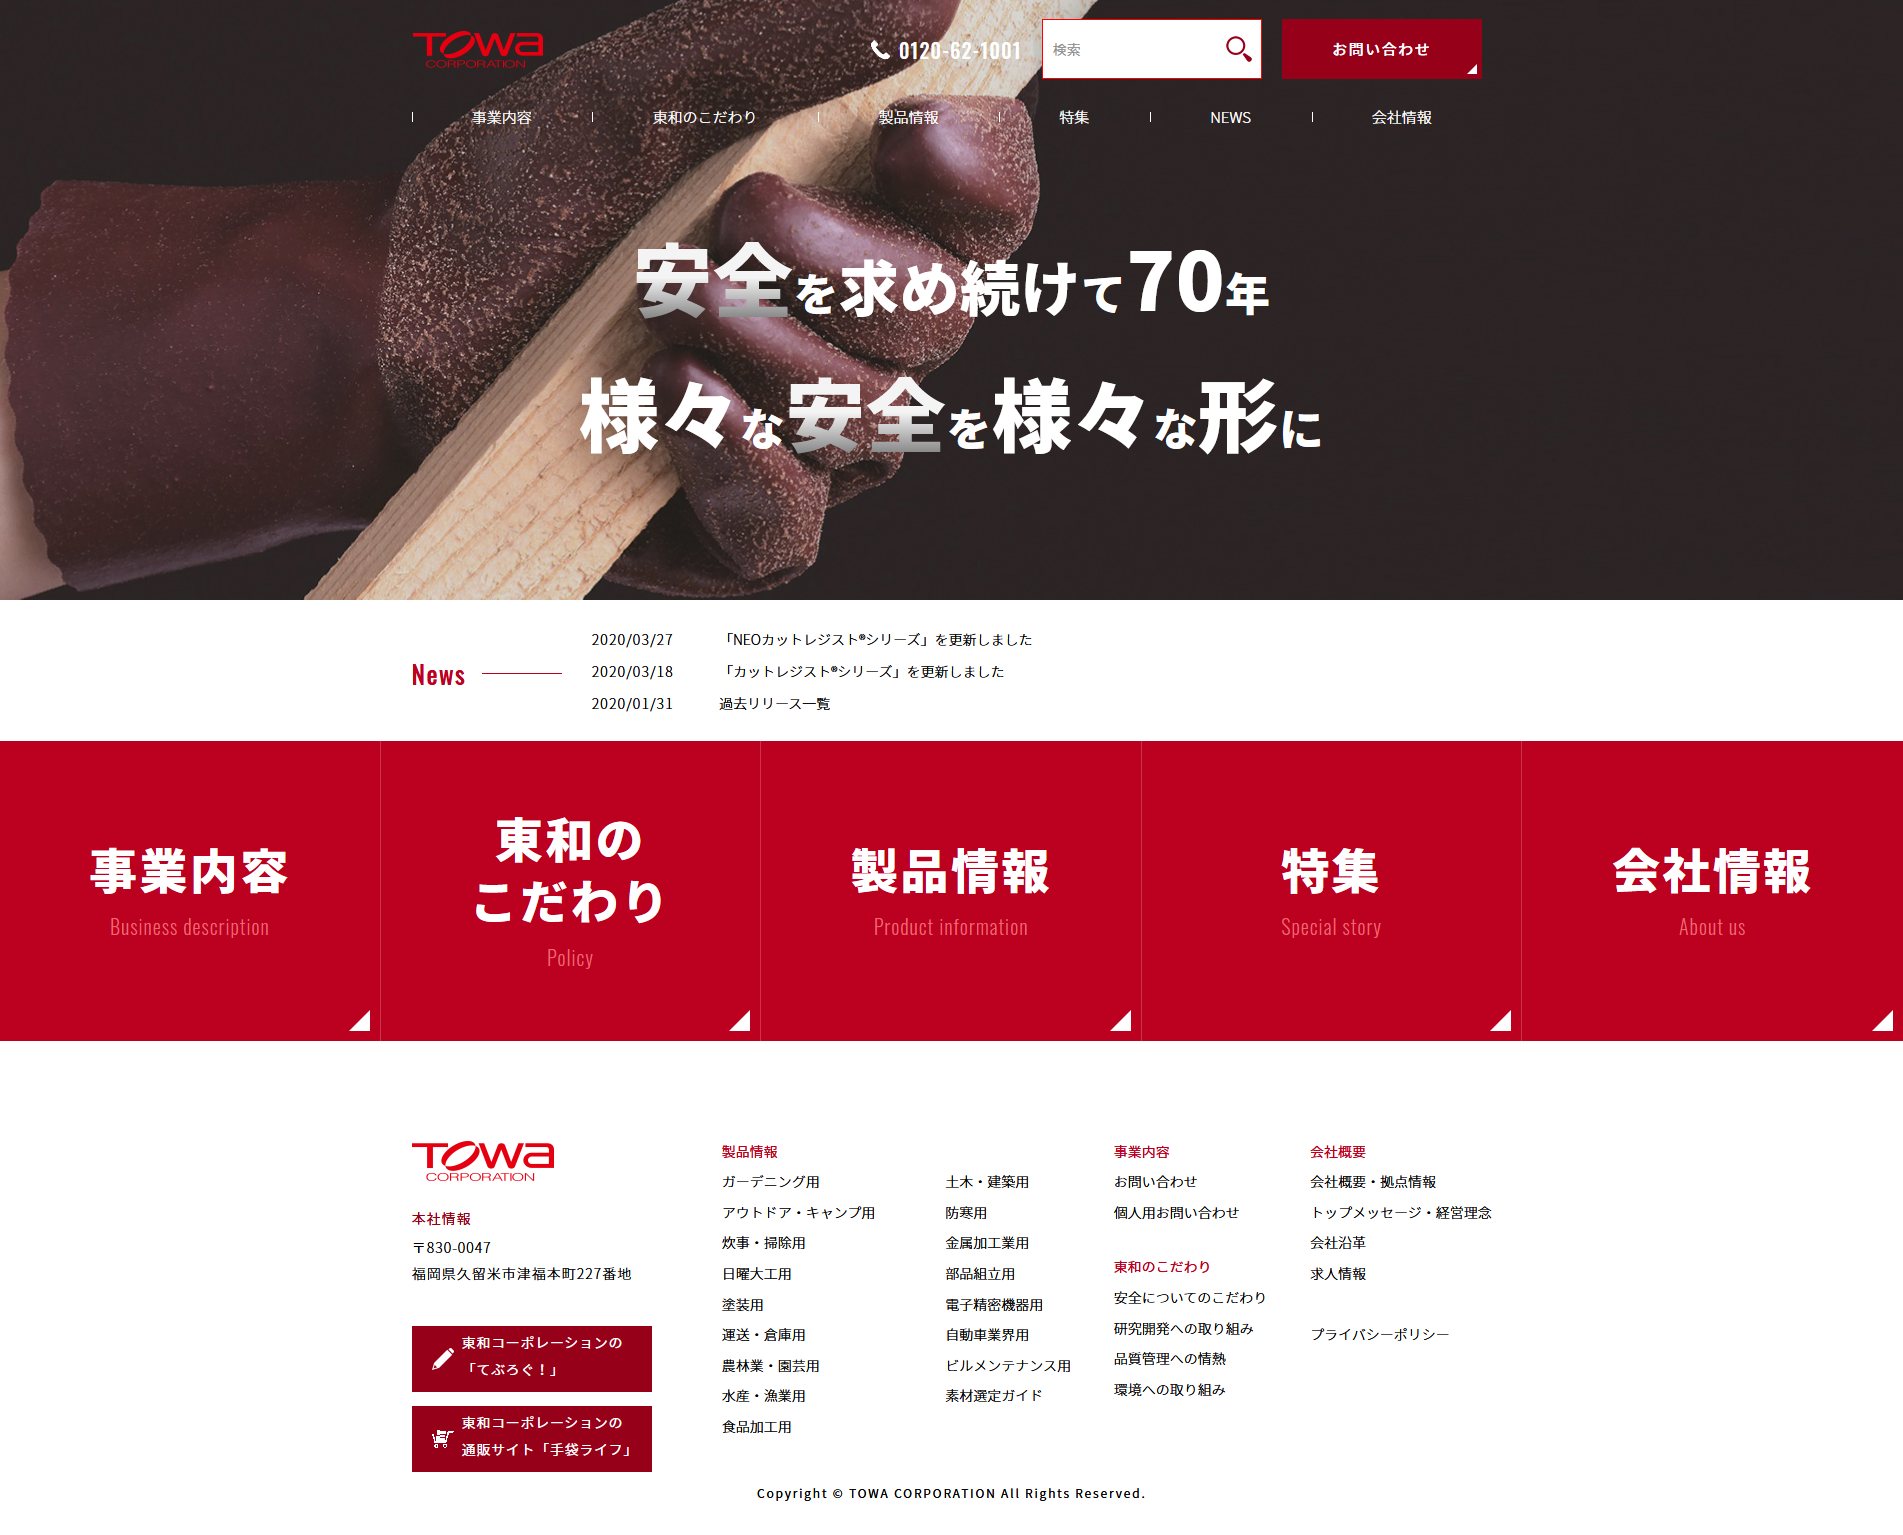 TOWA
CORPORATION
0120-62-1001
検索
お問い合わせ
事業内容
東和のこだわり
製品情報
特集
NEWS
会社情報
安全を求め続けて70年
様々な安全を様々な形に
News
2020/03/27 「NEOカットレジスト®シリーズ」を更新しました
2020/03/18 「カットレジスト®シリーズ」を更新しました
2020/01/31 過去リリース一覧
事業内容
Business description
東和の
こだわり
Policy
製品情報
Product information
特集
Special story
会社情報
About us
TOWA
CORPORATION
本社情報
〒830-0047
福岡県久留米市津福本町227番地
東和コーポレーションの
「てぶろぐ！」
東和コーポレーションの
通販サイト「手袋ライフ」
製品情報
ガーデニング用
アウトドア・キャンプ用
炊事・掃除用
日曜大工用
塗装用
運送・倉庫用
農林業・園芸用
水産・漁業用
食品加工用
土木・建築用
防寒用
金属加工業用
部品組立用
電子精密機器用
自動車業界用
ビルメンテナンス用
素材選定ガイド
事業内容
お問い合わせ
個人用お問い合わせ
東和のこだわり
安全についてのこだわり
研究開発への取り組み
品質管理への情熱
環境への取り組み
会社概要
会社概要・拠点情報
トップメッセージ・経営理念
会社沿革
求人情報
プライバシーポリシー
Copyright © TOWA CORPORATION All Rights Reserved.